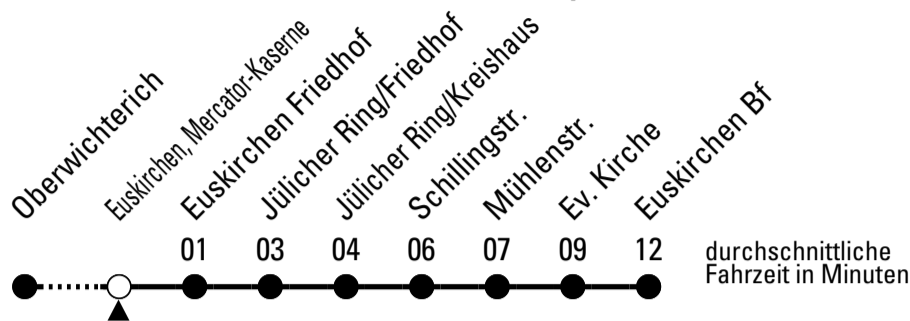 Oberwichterich
Euskirchen, Mercator-Kaserne
Euskirchen Friedhof
Jülicher Ring/Friedhof
Jülicher Ring/Kreishaus
Schillingstr.
Mühlenstr.
Ev. Kirche
Euskirchen Bf
01 03 04 06 07 09 12
durchschnittliche
Fahrzeit in Minuten